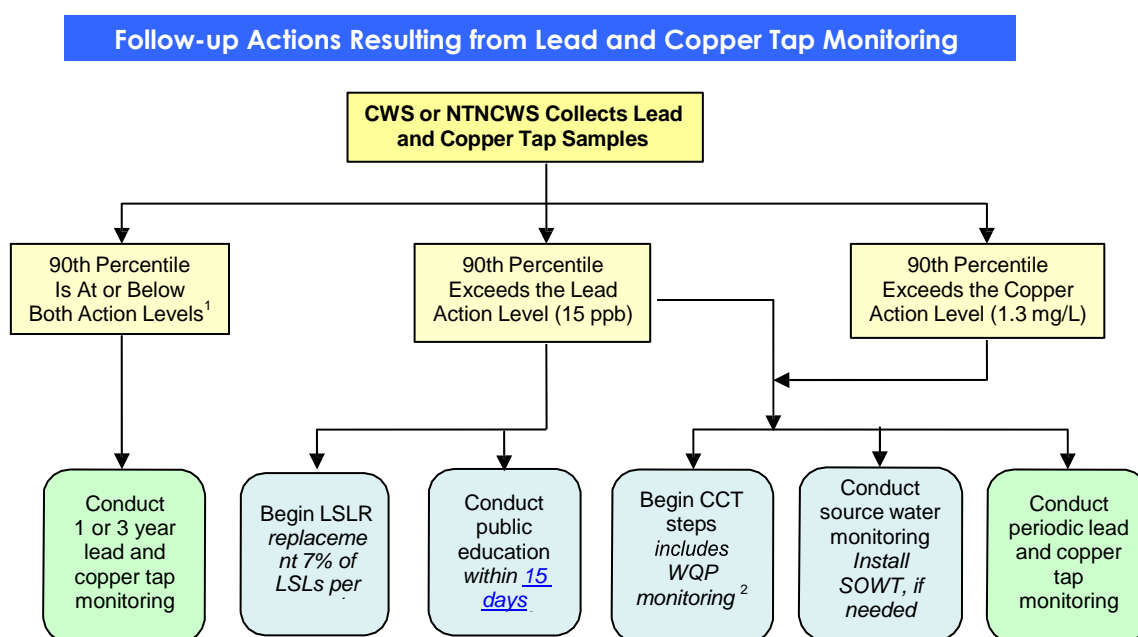 Follow-up Actions Resulting from Lead and Copper Tap Monitoring
CWS or NTNCWS Collects Lead
and Copper Tap Samples
90th Percentile
Is At or Below
Both Action Levels1
90th Percentile
Exceeds the Lead
Action Level (15 ppb)
90th Percentile
Exceeds the Copper
Action Level (1.3 mg/L)
Conduct
1 or 3 year
lead and
copper tap
monitoring
Begin LSLR
replaceme
nt 7% of
LSLs per
Conduct
public
education
within 15
days
Begin CCT
steps
includes
WQP
monitoring 2
Conduct
source water
monitoring
Install
SOWT, if
needed
Conduct
periodic lead
and copper
tap
monitoring